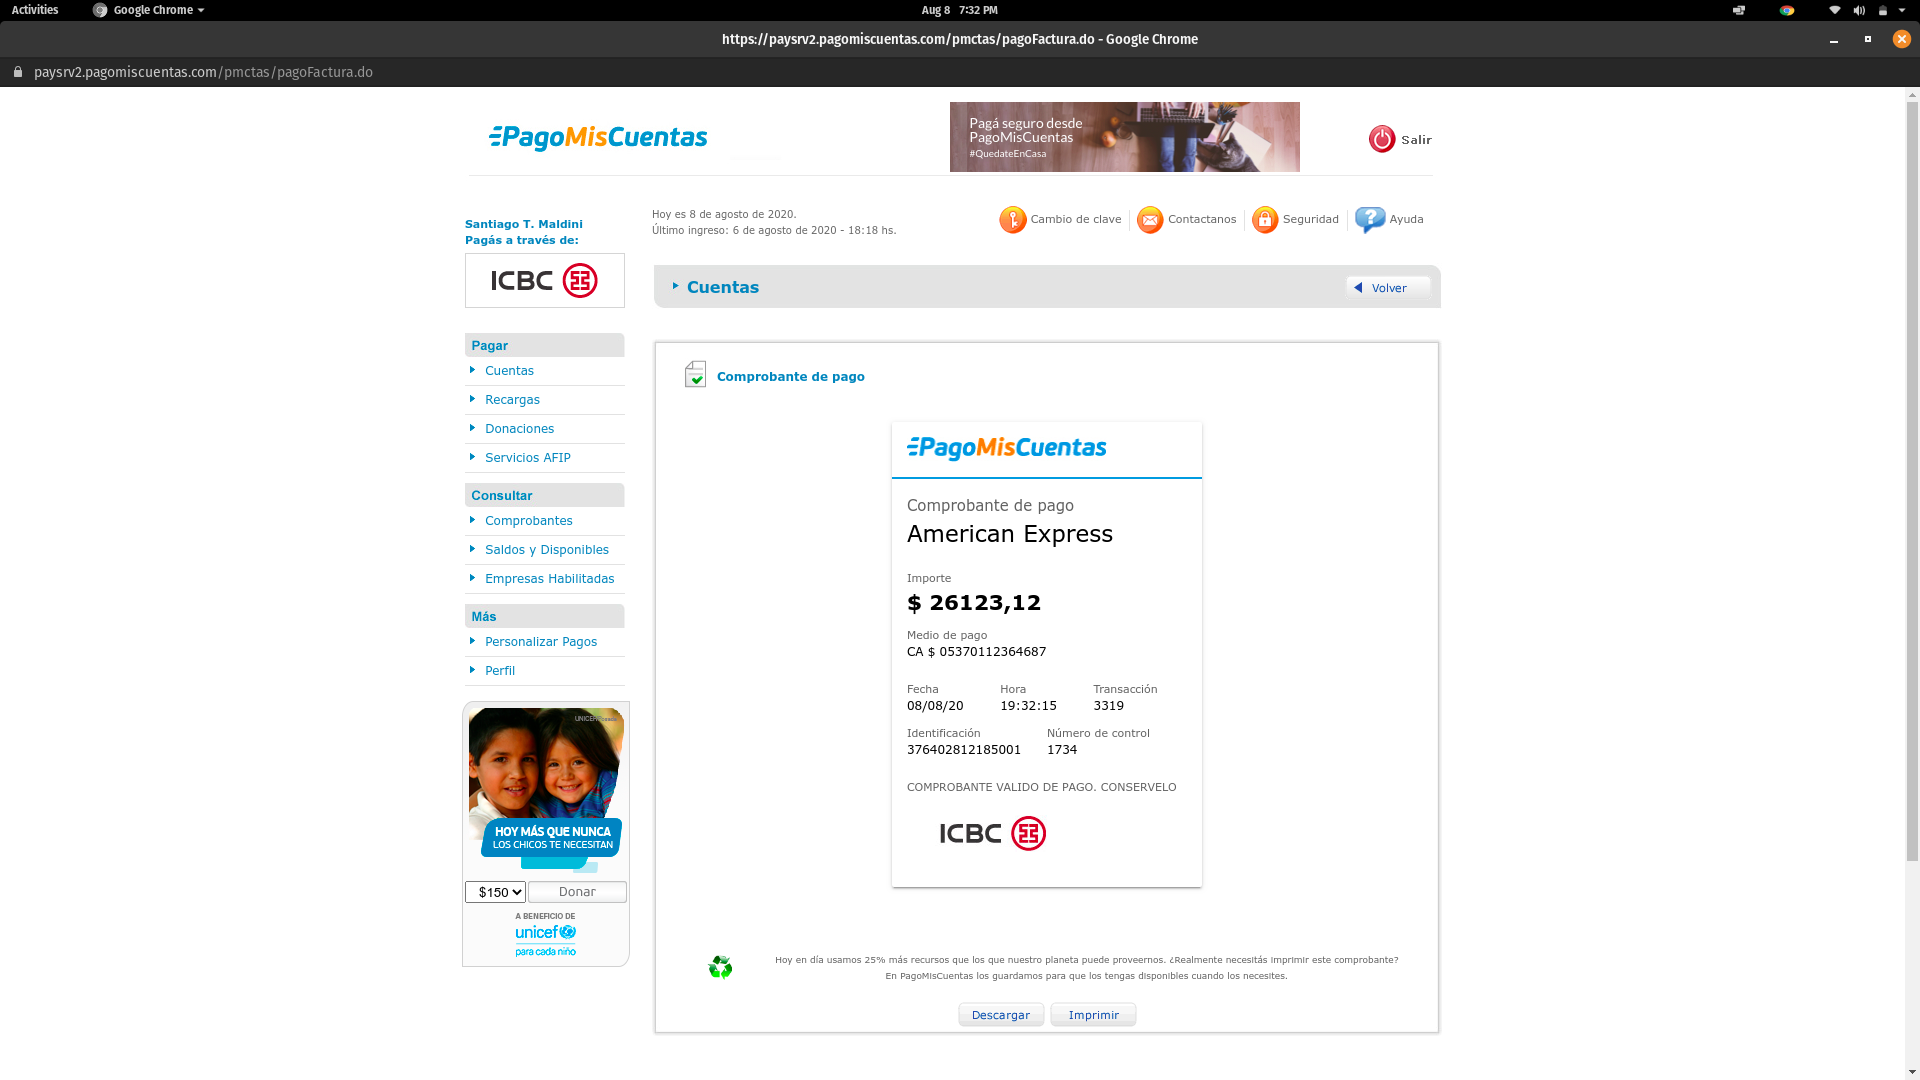 Activities
Google Chrome
Aug 8 7:32 PM
https://paysrv2.pagomiscuentas.com/pmctas/pagoFactura.do - Google Chrome
paysrv2.pagomiscuentas.com/pmctas/pagoFactura.do
PagoMisCuentas
Pagá seguro desde
PagoMisCuentas
#QuedateEnCasa
Salir
Santiago T. Maldini
Pagás a través de:
ICBC
Hoy es 8 de agosto de 2020.
Último ingreso: 6 de agosto de 2020 - 18:18 hs.
Cambio de clave
Contactanos
Seguridad
Ayuda
Cuentas
Volver
Pagar
Cuentas
Recargas
Donaciones
Servicios AFIP
Consultar
Comprobantes
Saldos y Disponibles
Empresas Habilitadas
Más
Personalizar Pagos
Perfil
HOY MÁS QUE NUNCA
LOS CHICOS TE NECESITAN
$150
Donar
A BENEFICIO DE
unicef
para cada niño
Comprobante de pago
PagoMisCuentas
Comprobante de pago
American Express
Importe
$ 26123,12
Medio de pago
CA $ 05370112364687
Fecha Hora Transacción
08/08/20 19:32:15 3319
Identificación Número de control
376402812185001 1734
COMPROBANTE VALIDO DE PAGO. CONSERVELO
ICBC
Hoy en día usamos 25% más recursos que los que nuestro planeta puede proveernos. ¿Realmente necesitás imprimir este comprobante?
En PagoMisCuentas los guardamos para que los tengas disponibles cuando los necesites.
Descargar
Imprimir